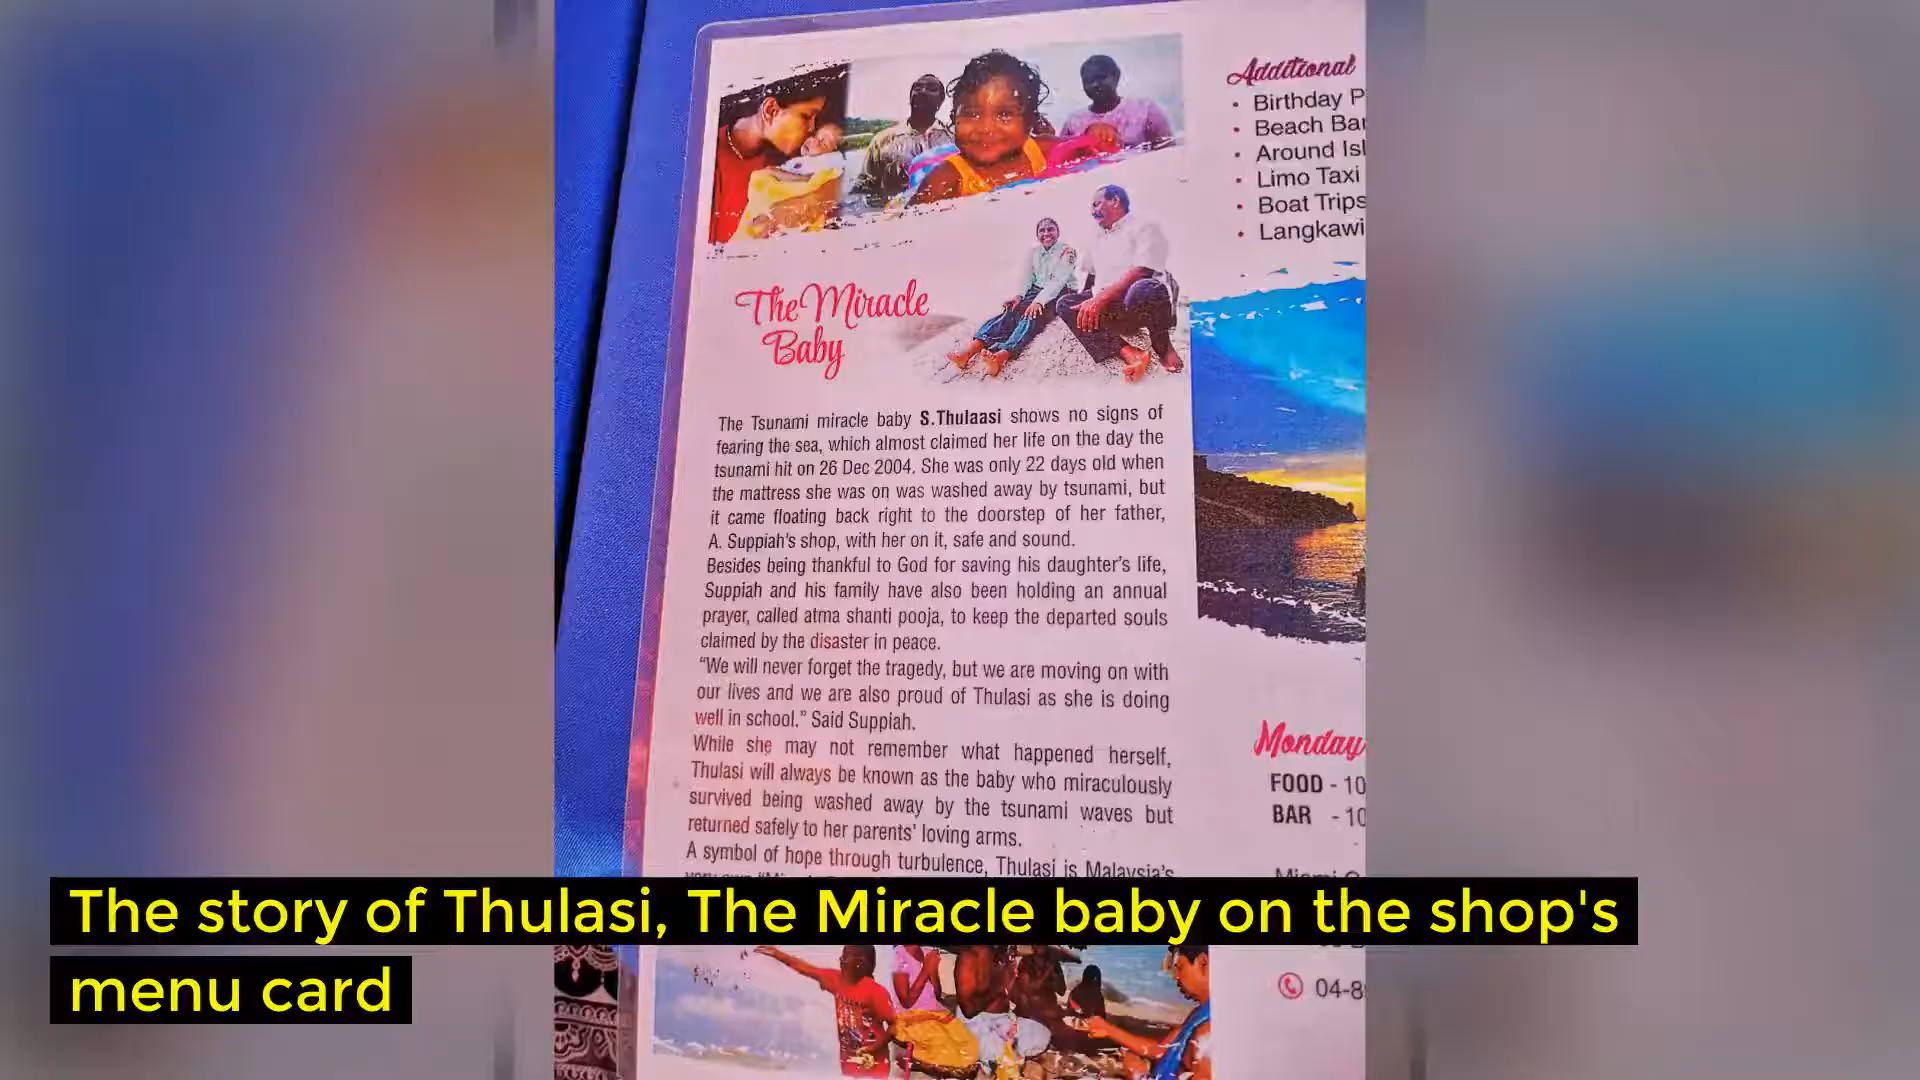 The Miracle
Baby
The Tsunami miracle baby S.Thulaasi shows no signs of
fearing the sea, which almost claimed her life on the day the
tsunami hit on 26 Dec 2004. She was only 22 days old when
the mattress she was on was washed away by tsunami, but
it came floating back right to the doorstep of her father,
A. Suppiah's shop, with her on it, safe and sound.
Besides being thankful to God for saving his daughter's life,
Suppiah and his family have also been holding an annual
prayer, called atma shanti pooja, to keep the departed souls
claimed by the disaster in peace.
"We will never forget the tragedy, but we are moving on with
our lives and we are also proud of Thulasi as she is doing
well in school." Said Suppiah.
While she may not remember what happened herself,
Thulasi will always be known as the baby who miraculously
survived being washed away by the tsunami waves but
returned safely to her parents' loving arms.
A symbol of hope through turbulence, Thulasi is Malaysia's
Additional
• Birthday P
• Beach Bar
• Around Isl
• Limo Taxi
• Boat Trips
• Langkawi
Monday
FOOD - 10
BAR - 10
04-8
The story of Thulasi, The Miracle baby on the shop's
menu card